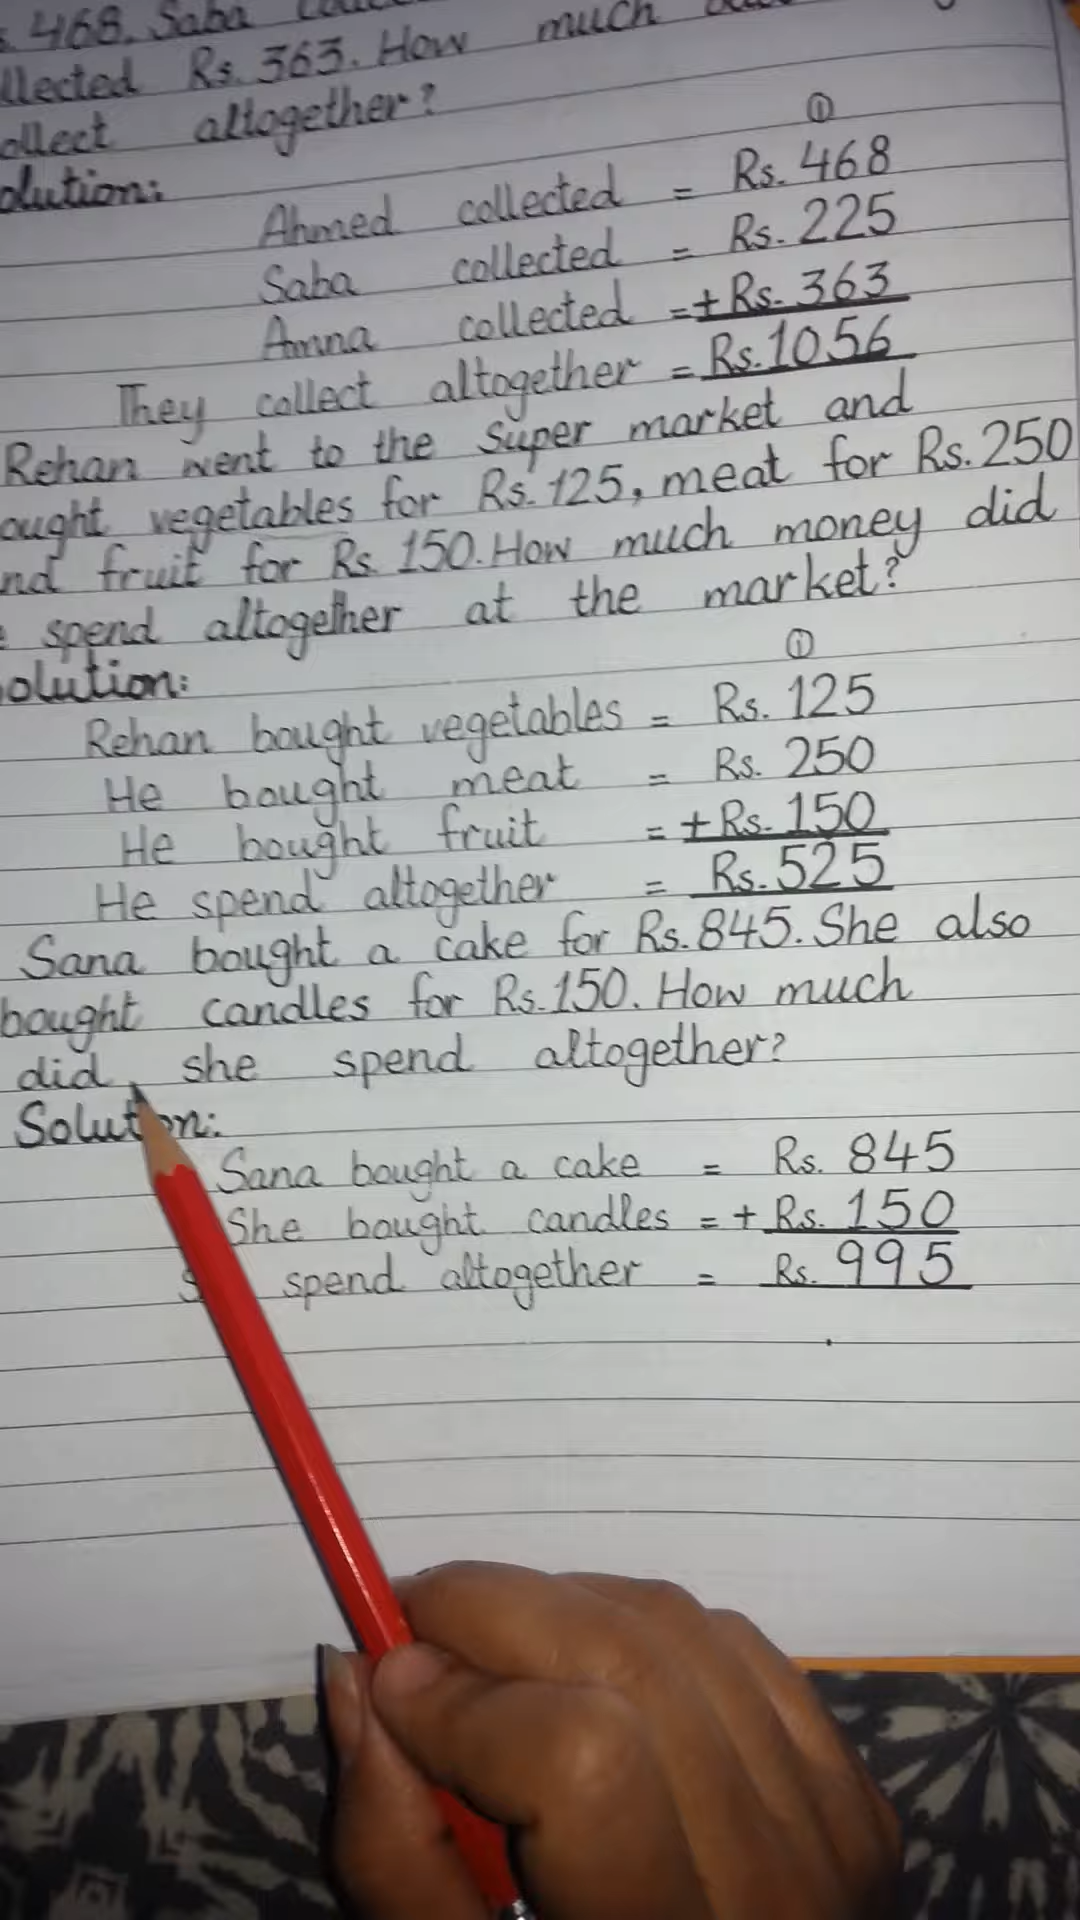 468. Saba
llected Rs. 363. How much
ollect altogether?
olution:
①
Ahmed collected = Rs. 468
Saba collected = Rs. 225
Amna collected = + Rs. 363
They collect altogether = Rs. 1056
Rehan went to the Super market and
ought vegetables for Rs. 125, meat for Rs. 250
nd fruit for Rs. 150. How much money did
e spend altogether at the market?
olution:
①
Rehan bought vegetables = Rs. 125
He bought meat = Rs. 250
He bought fruit = + Rs. 150
He spend altogether = Rs. 525
Sana bought a cake for Rs. 845. She also
bought candles for Rs. 150. How much
did she spend altogether?
Solution:
Sana bought a cake = Rs. 845
She bought candles = + Rs. 150
spend altogether = Rs. 995